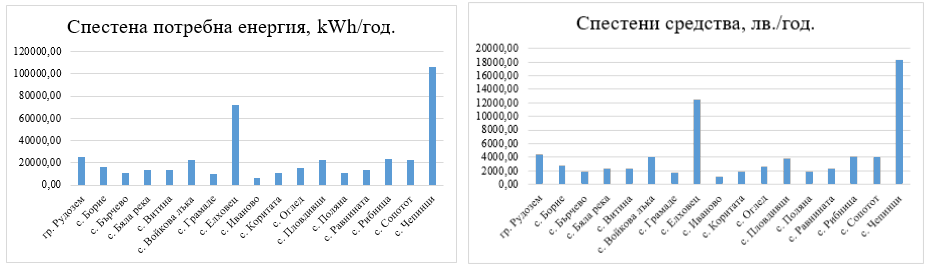 Спестена потребна енергия, kWh/год.
120000,00
100000,00
80000,00
60000,00
40000,00
20000,00
0,00
гр. Рудозем
с. Борие
с. Бърчево
с. Бяла река
с. Витина
с. Войкова лъка
с. Грамаде
с. Елховец
с. Иваново
с. Коритата
с. Оглед
с. Пловдивци
с. Поляна
с. Равнината
с. Рибница
с. Сопотот
с. Чепинци
Спестени средства, лв./год.
20000,00
18000,00
16000,00
14000,00
12000,00
10000,00
8000,00
6000,00
4000,00
2000,00
0,00
гр. Рудозем
с. Борие
с. Бърчево
с. Бяла река
с. Витина
с. Войкова лъка
с. Грамаде
с. Елховец
с. Иваново
с. Коритата
с. Оглед
с. Пловдивци
с. Поляна
с. Равнината
с. Рибница
с. Сопотот
с. Чепинци